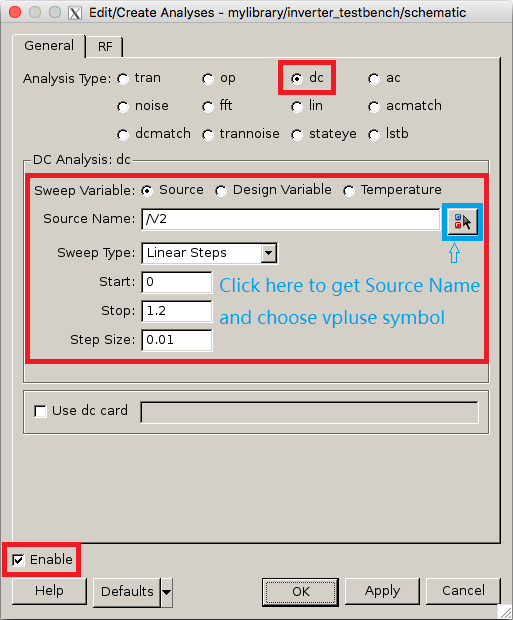 Edit/Create Analyses - mylibrary/inverter_testbench/schematic
General RF
Analysis Type: tran op dc ac
noise fft lin acmatch
dcmatch trannoise stateye lstb
DC Analysis: dc
Sweep Variable: Source Design Variable Temperature
Source Name: /V2
Sweep Type: Linear Steps
Start: 0
Click here to get Source Name
Stop: 1.2
and choose vpluse symbol
Step Size: 0.01
Use dc card
Enable
Help Defaults OK Apply Cancel